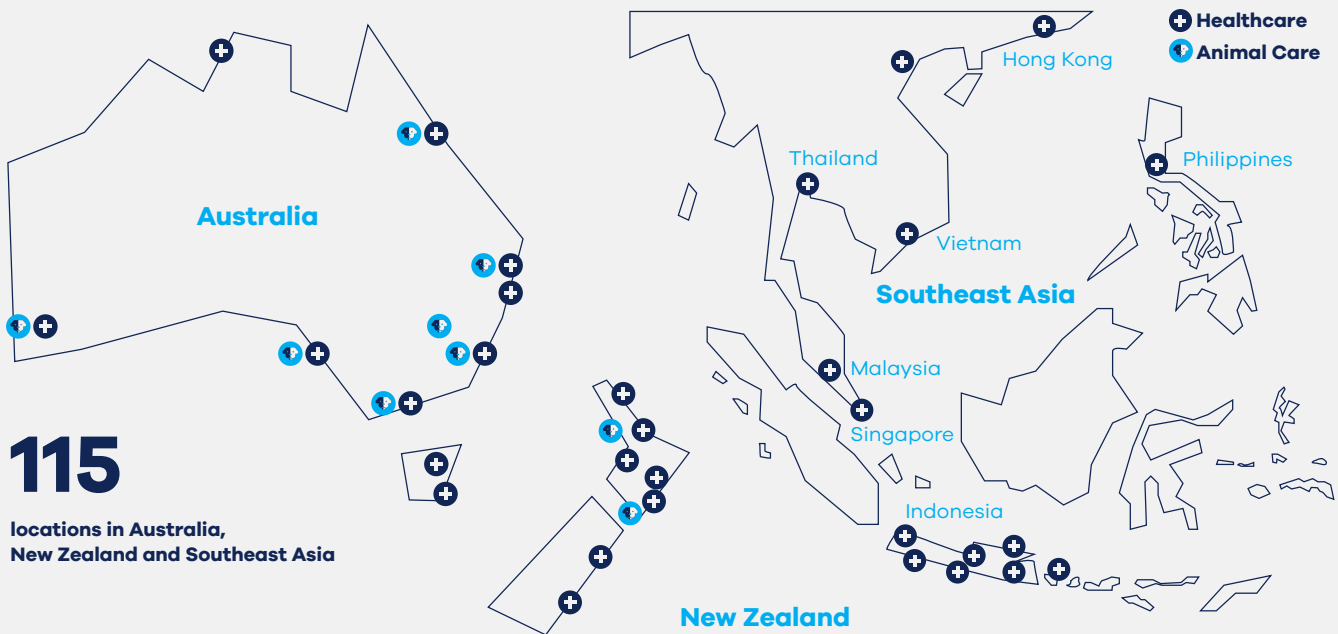 Healthcare
Hong Kong
Animal Care
Thailand
Philippines
Australia
Vietnam
Southeast Asia
Malaysia
Singapore
115
Indonesia
locations in Australia,
New Zealand and Southeast Asia
New Zealand